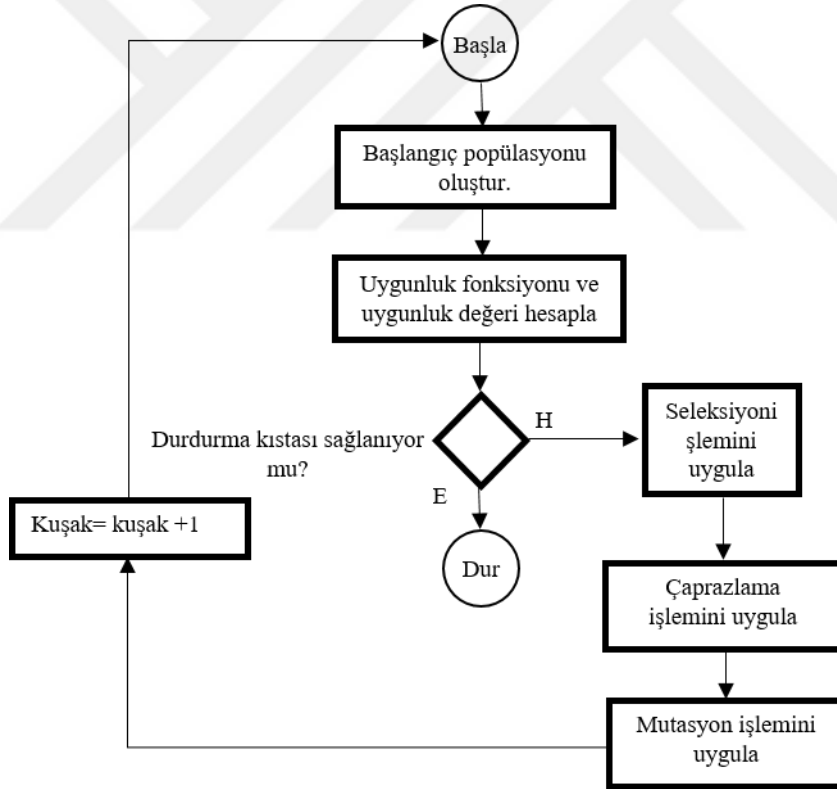 Başla
Başlangıç popülasyonu
oluştur.
Uygunluk fonksiyonu ve
uygunluk değeri hesapla
Durdurma kıstası sağlanıyor
mu?
H
E
Seleksiyoni
şlemini
uygula
Kuşak= kuşak +1
Dur
Çaprazlama
işlemini uygula
Mutasyon işlemini
uygula